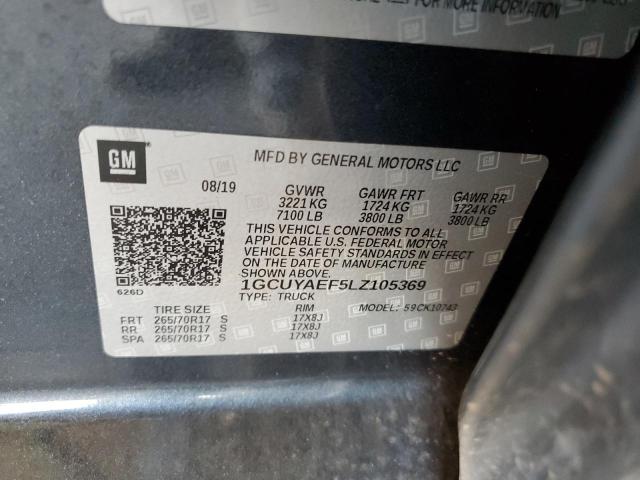 FOR MORE INFORMATION
GM
MFD BY GENERAL MOTORS LLC
08/19 GVWR GAWR FRT GAWR RR
3221 KG 1724 KG 1724 KG
7100 LB 3800 LB 3800 LB
THIS VEHICLE CONFORMS TO ALL
APPLICABLE U.S. FEDERAL MOTOR
VEHICLE SAFETY STANDARDS IN EFFECT
ON THE DATE OF MANUFACTURE
SHOWN ABOVE.
1GCUYAEF5LZ105369
626D
TYPE: TRUCK MODEL: 59CK10743
TIRE SIZE RIM
FRT 265/70R17 S 17X8J
RR 265/70R17 S 17X8J
SPA 265/70R17 S 17X8J